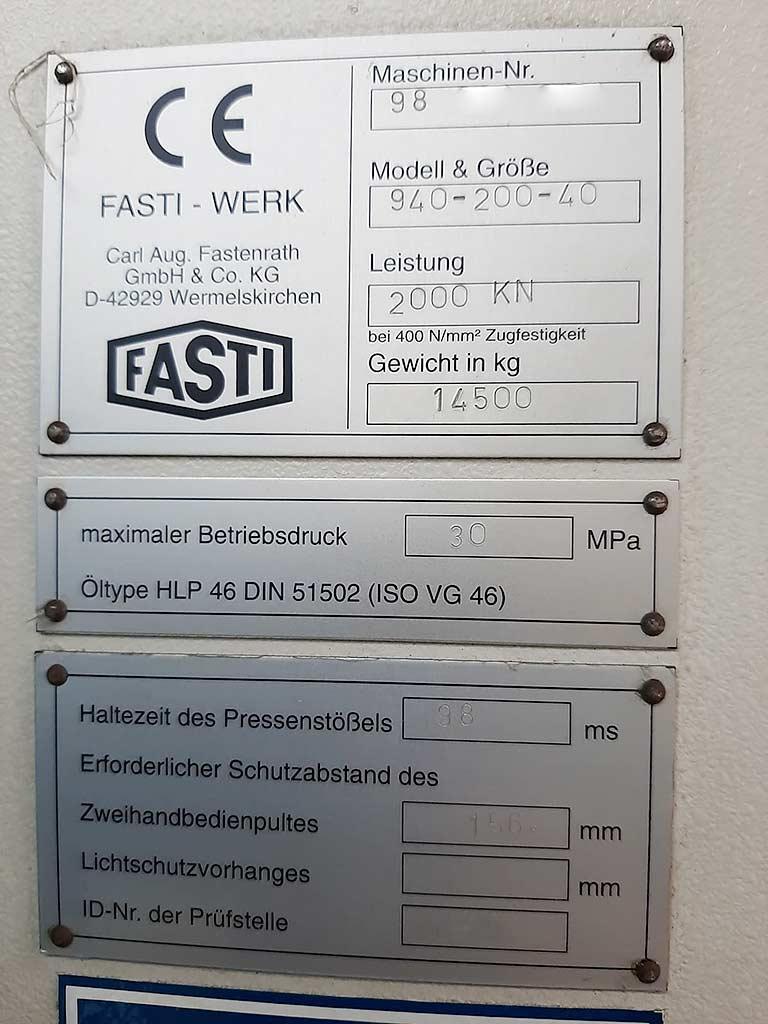 CE
FASTI - WERK
Carl Aug. Fastenrath
GmbH & Co. KG
D-42929 Wermelskirchen
FASTI
Maschinen-Nr.
98
Modell & Größe
940-200-40
Leistung
2000 KN
bei 400 N/mm² Zugfestigkeit
Gewicht in kg
14500
maximaler Betriebsdruck 30 MPa
Öltype HLP 46 DIN 51502 (ISO VG 46)
Haltezeit des Pressenstößels 98 ms
Erforderlicher Schutzabstand des
Zweihandbedienpultes 156. mm
Lichtschutzvorhanges mm
ID-Nr. der Prüfstelle